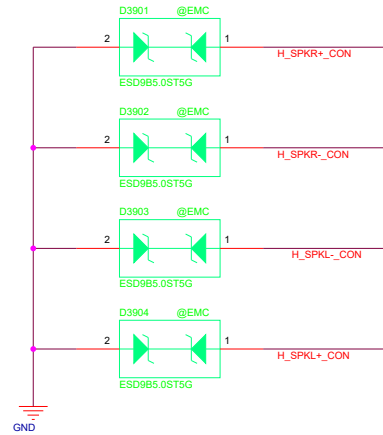 D3901 @EMC
2 1
H_SPKR+_CON
ESD9B5.0ST5G
D3902 @EMC
2 1
H_SPKR-_CON
ESD9B5.0ST5G
D3903 @EMC
2 1
H_SPKL-_CON
ESD9B5.0ST5G
D3904 @EMC
2 1
H_SPKL+_CON
ESD9B5.0ST5G
GND